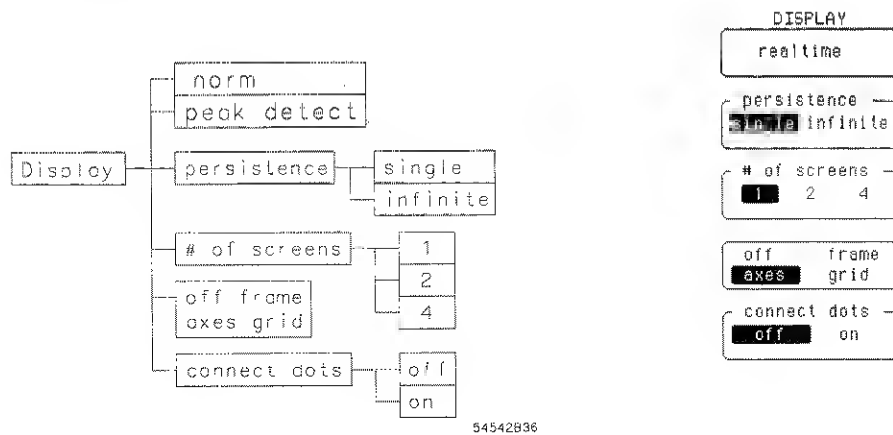 Display
norm
peak detect
persistence
single
infinite
# of screens
1
2
4
off frame
axes grid
connect dots
off
on
54542836
DISPLAY
realtime
persistence
single infinite
# of screens
1 2 4
off frame
axes grid
connect dots
off on